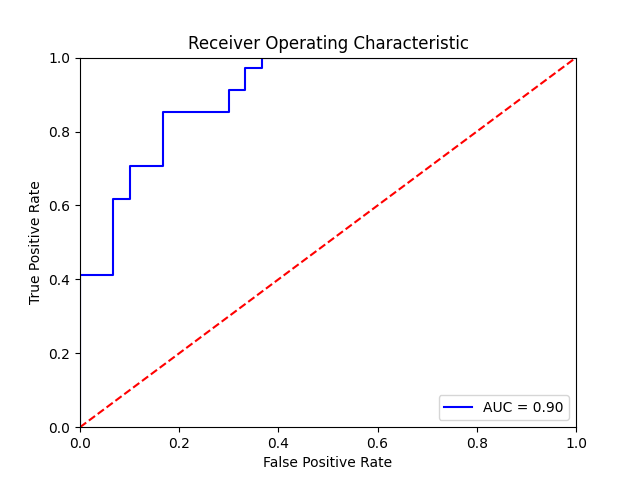 Receiver Operating Characteristic
1.0
0.8
0.6
0.4
0.2
0.0
True Positive Rate
AUC = 0.90
0.0 0.2 0.4 0.6 0.8 1.0
False Positive Rate